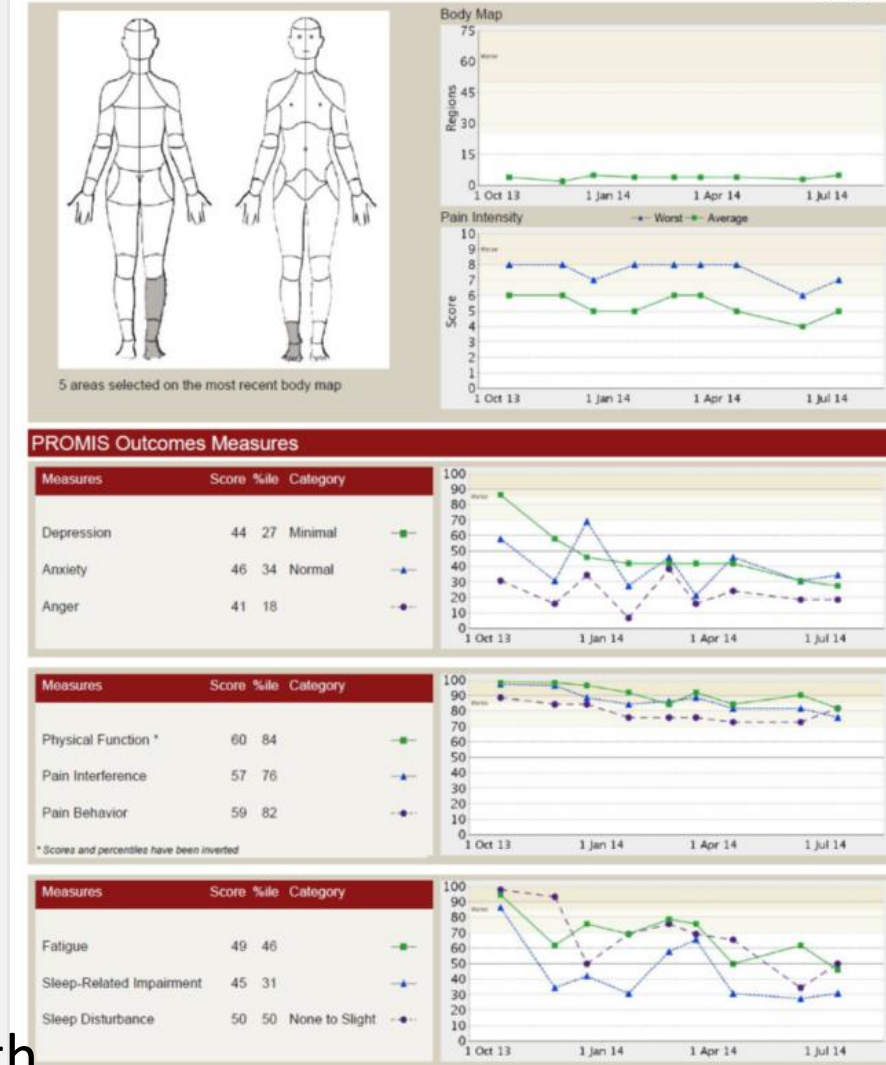 Body Map
75
60
45
30
15
0
Regions
Worse
1 Oct 13 1 Jan 14 1 Apr 14 1 Jul 14
Pain Intensity Worst Average
10
9
8
7
6
5
4
3
2
1
0
Score
Worse
1 Oct 13 1 Jan 14 1 Apr 14 1 Jul 14
5 areas selected on the most recent body map
PROMIS Outcomes Measures
Measures Score %ile Category
Depression 44 27 Minimal
Anxiety 46 34 Normal
Anger 41 18
100
90
80
70
60
50
40
30
20
10
0
Worse
1 Oct 13 1 Jan 14 1 Apr 14 1 Jul 14
Measures Score %ile Category
Physical Function * 60 84
Pain Interference 57 76
Pain Behavior 59 82
* Scores and percentiles have been inverted
100
90
80
70
60
50
40
30
20
10
0
Worse
1 Oct 13 1 Jan 14 1 Apr 14 1 Jul 14
Measures Score %ile Category
Fatigue 49 46
Sleep-Related Impairment 45 31
Sleep Disturbance 50 50 None to Slight
100
90
80
70
60
50
40
30
20
10
0
Worse
1 Oct 13 1 Jan 14 1 Apr 14 1 Jul 14